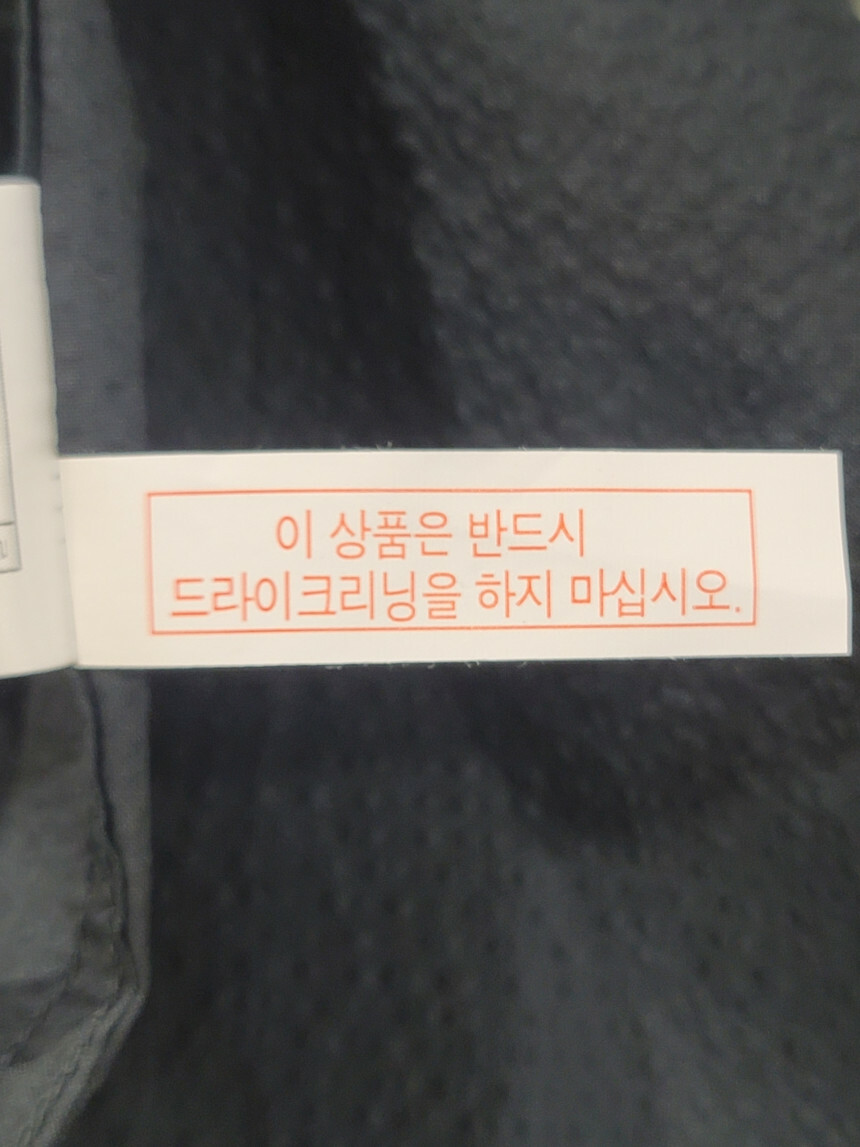 이 상품은 반드시
드라이크리닝을 하지 마십시오.